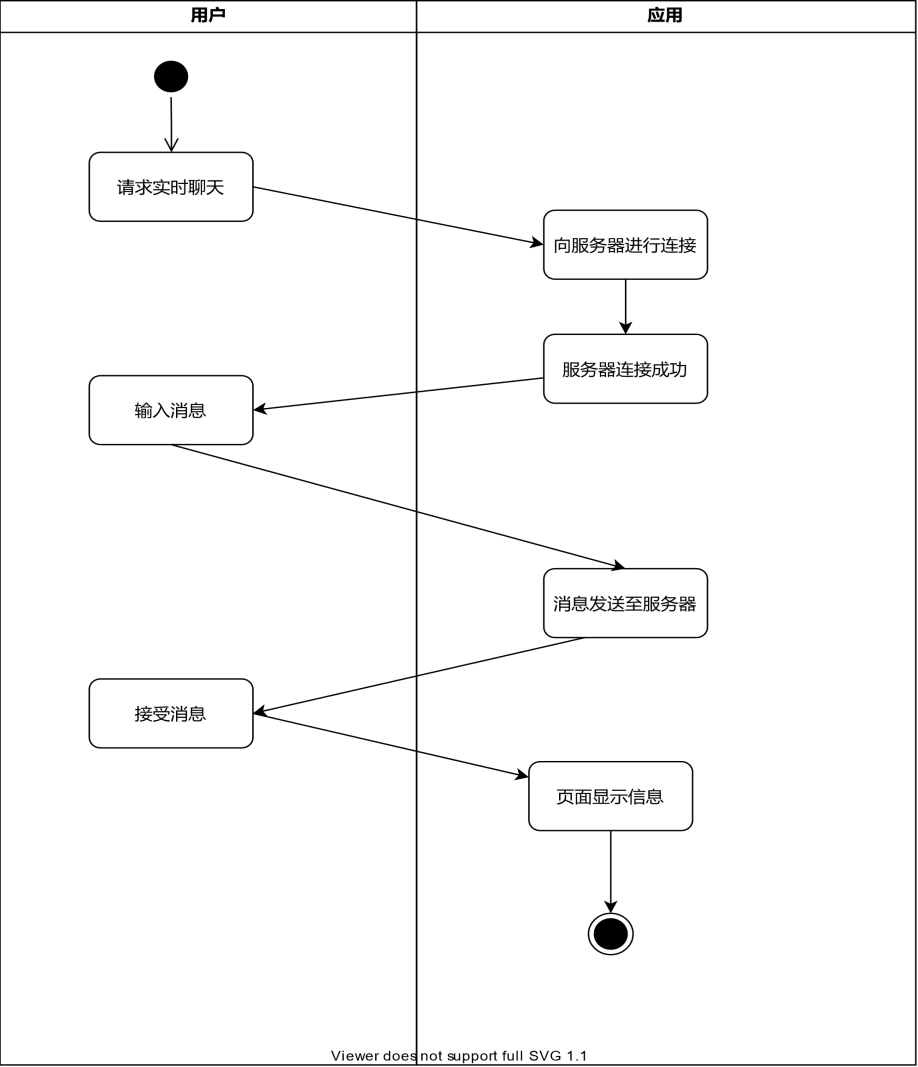 用户
应用
请求实时聊天
向服务器进行连接
服务器连接成功
输入消息
消息发送至服务器
接受消息
页面显示信息
Viewer does not support full SVG 1.1